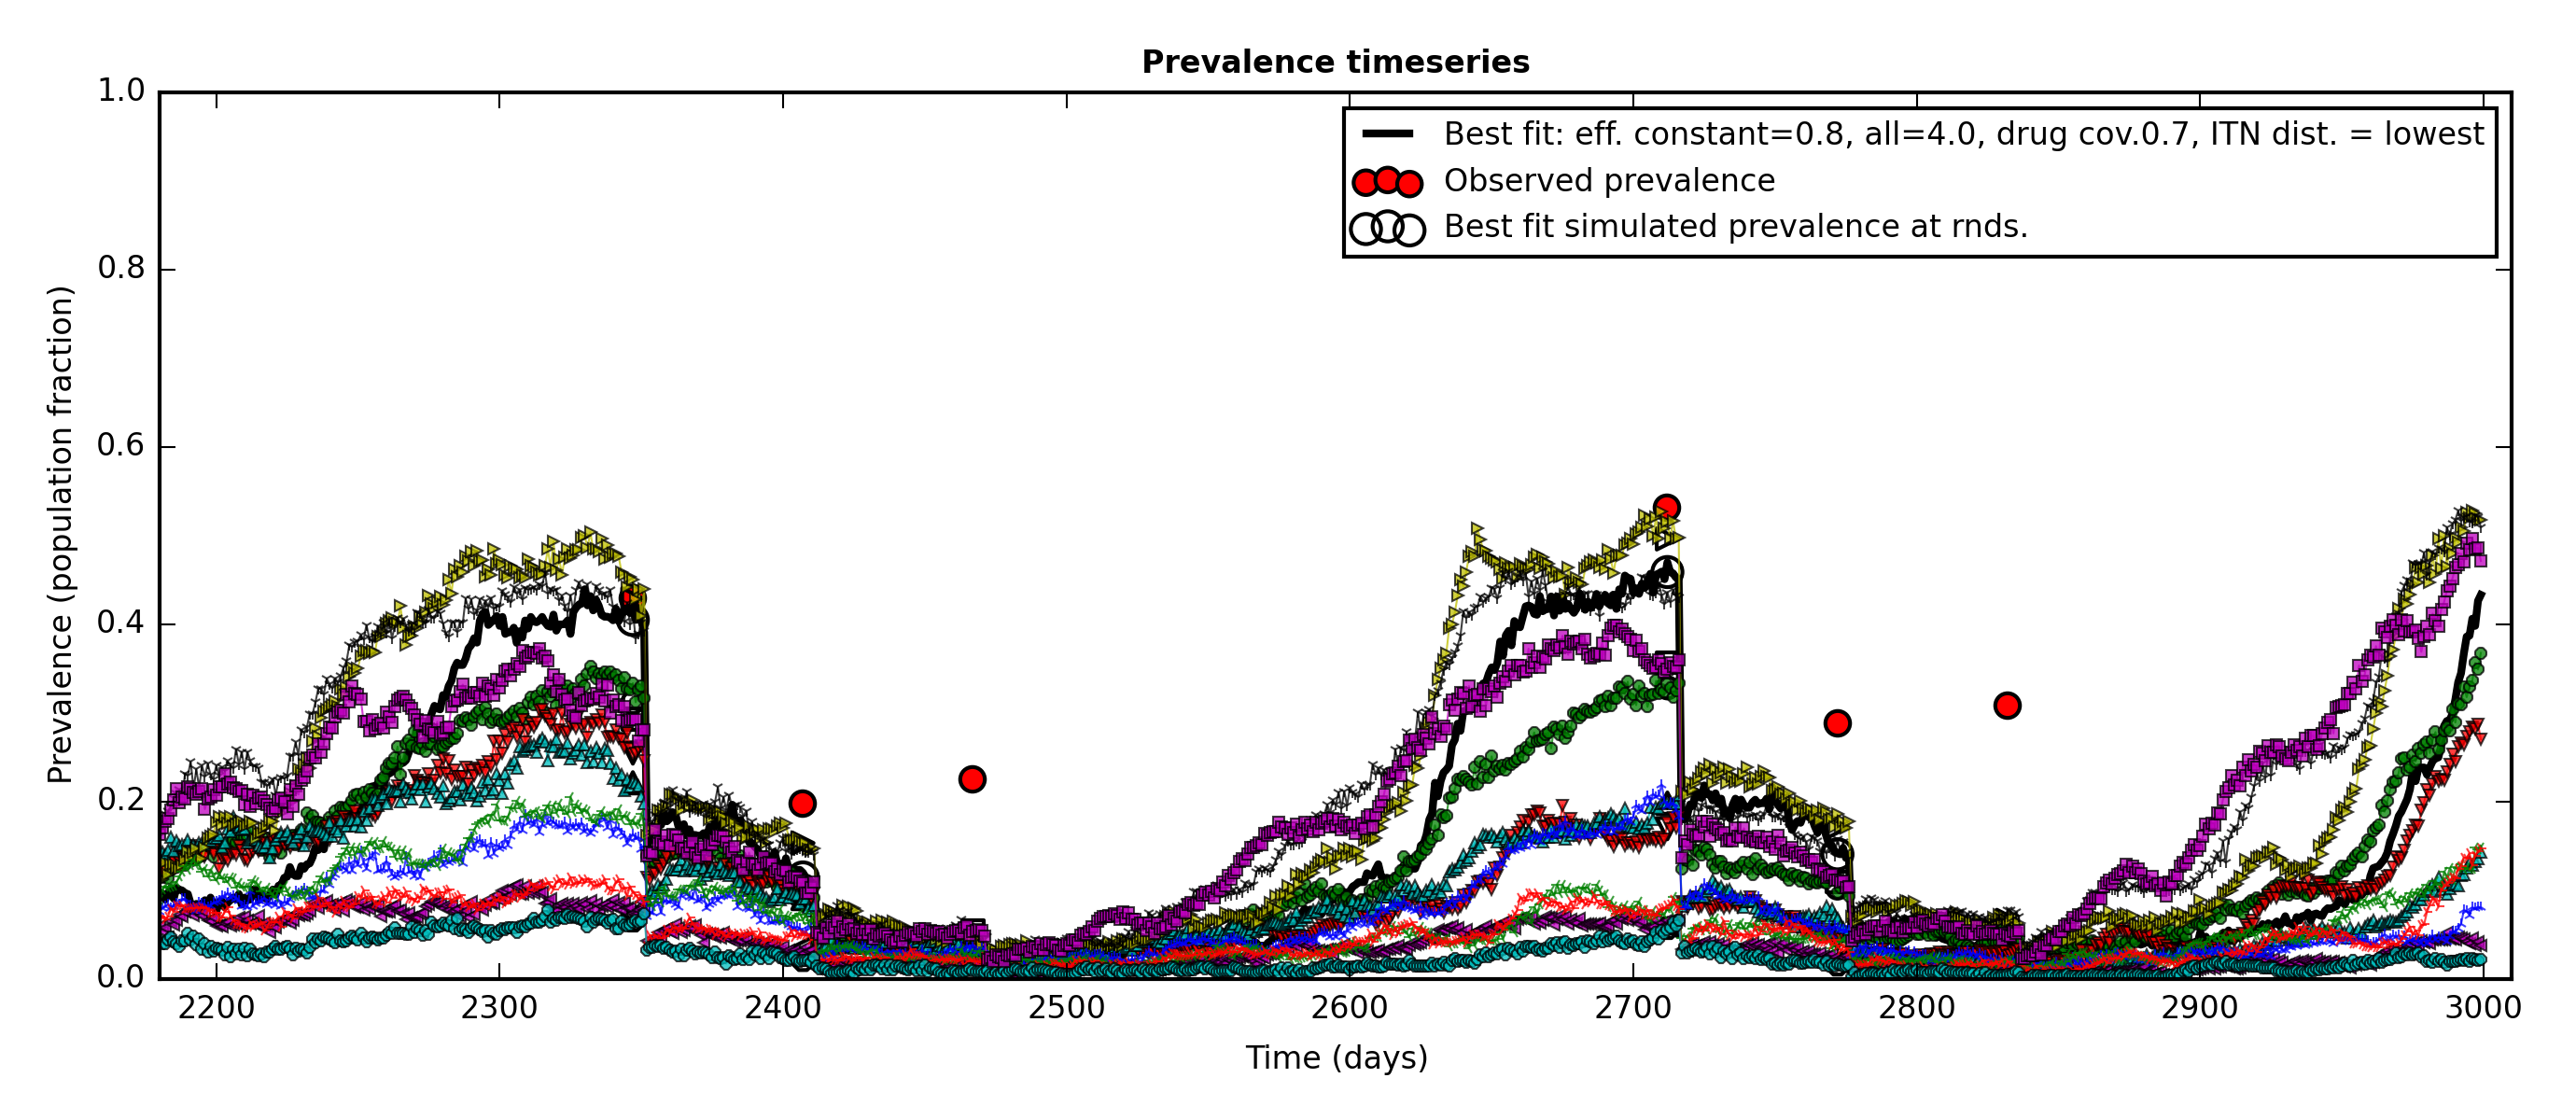 Prevalence timeseries
1.0
0.8
0.6
0.4
0.2
0.0
Prevalence (population fraction)
Best fit: eff. constant=0.8, all=4.0, drug cov.0.7, ITN dist. = lowest
Observed prevalence
Best fit simulated prevalence at rnds.
2200 2300 2400 2500 2600 2700 2800 2900 3000
Time (days)